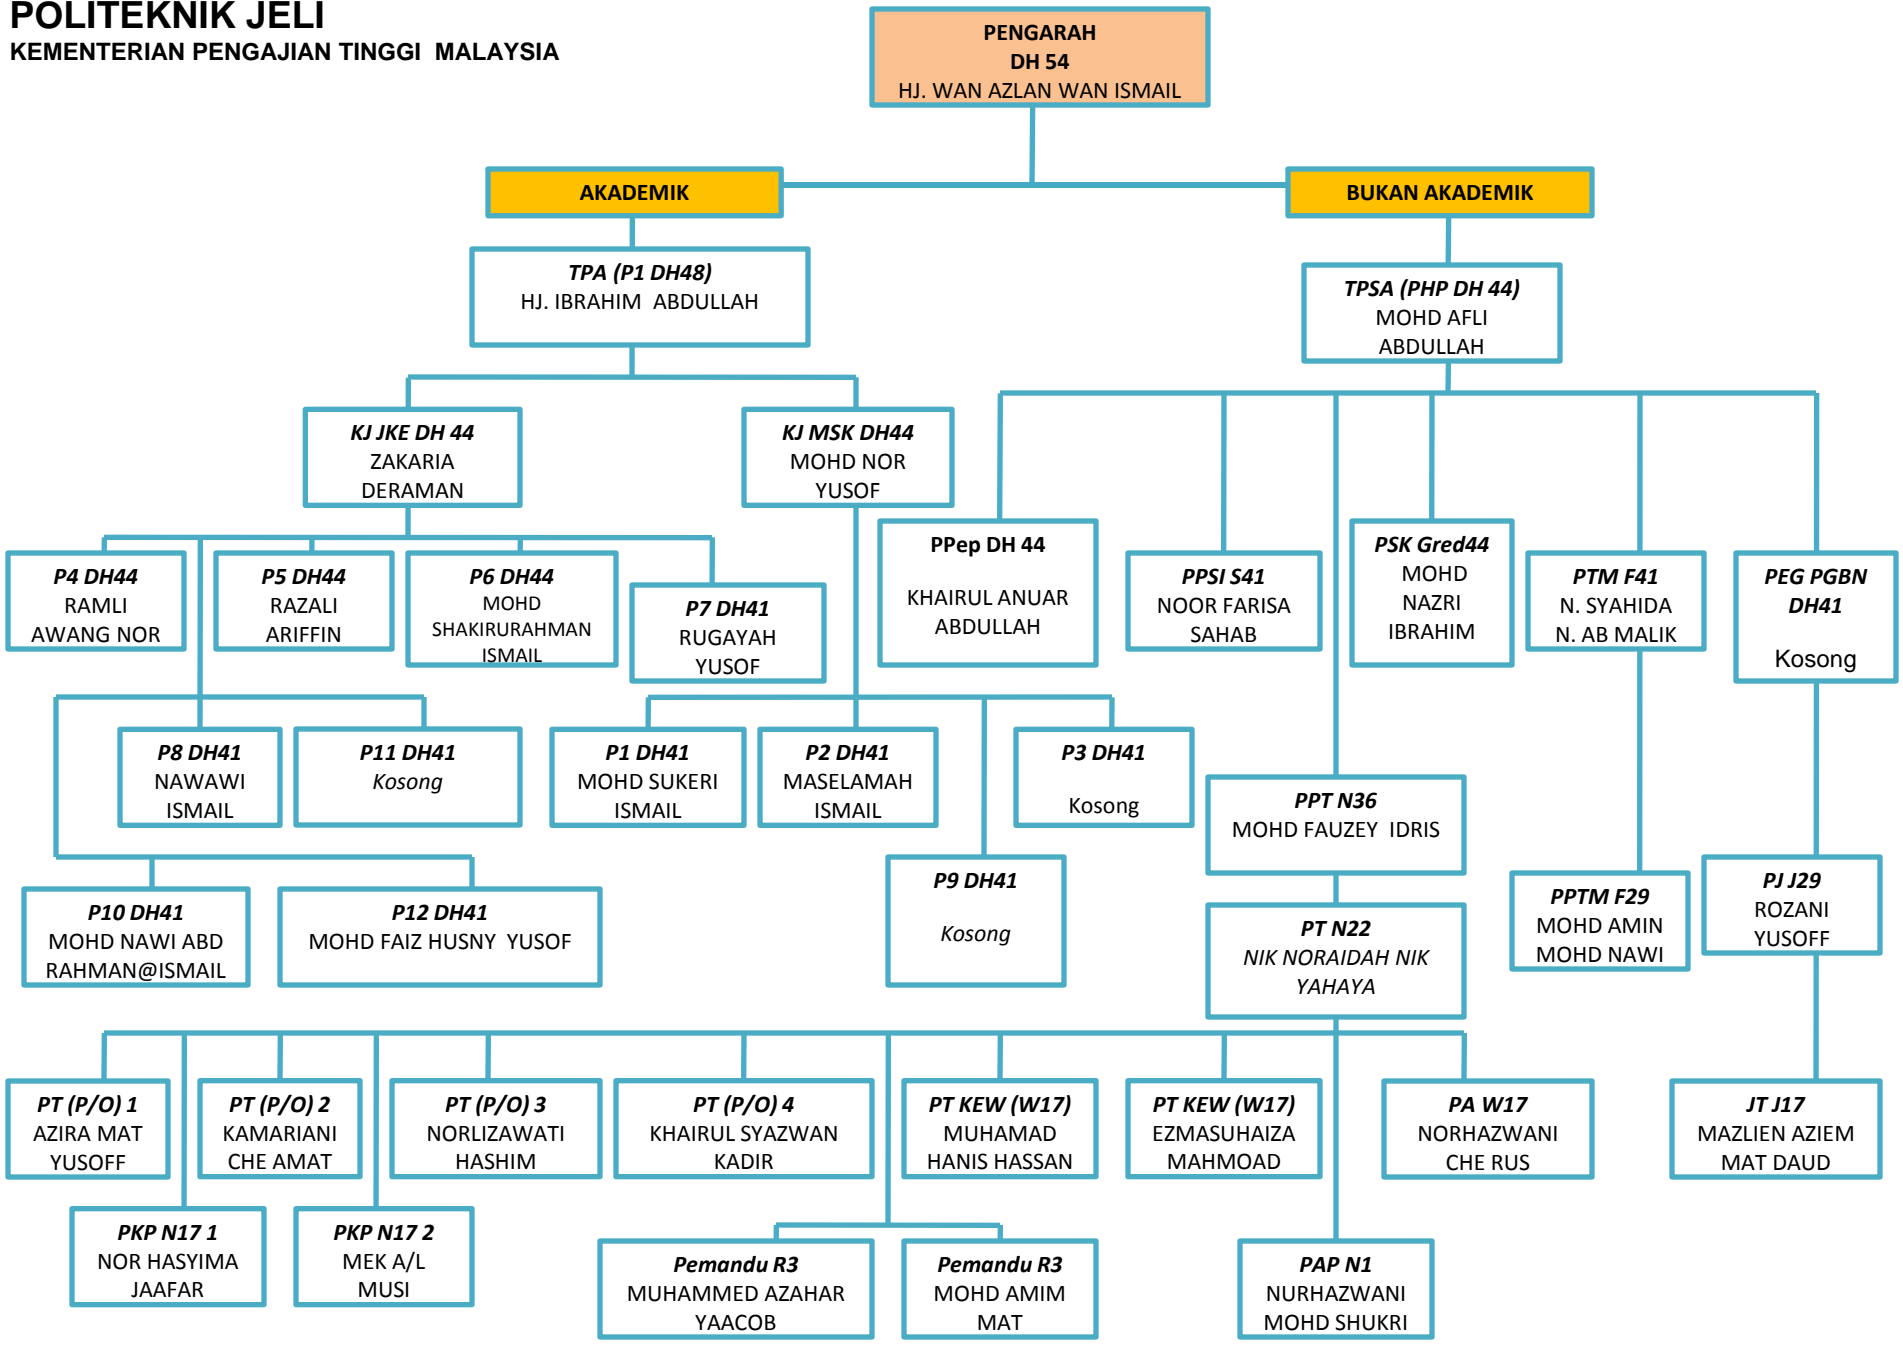 POLITEKNIK JELI
KEMENTERIAN PENGAJIAN TINGGI MALAYSIA
PENGARAH
DH 54
HJ. WAN AZLAN WAN ISMAIL
AKADEMIK
BUKAN AKADEMIK
TPA (P1 DH48)
HJ. IBRAHIM ABDULLAH
TPSA (PHP DH 44)
MOHD AFLI
ABDULLAH
KJ JKE DH 44
ZAKARIA
DERAMAN
KJ MSK DH44
MOHD NOR
YUSOF
PPep DH 44
KHAIRUL ANUAR
ABDULLAH
PPSI S41
NOOR FARISA
SAHAB
PSK Gred44
MOHD
NAZRI
IBRAHIM
PTM F41
N. SYAHIDA
N. AB MALIK
PEG PGBN
DH41
Kosong
P4 DH44
RAMLI
AWANG NOR
P5 DH44
RAZALI
ARIFFIN
P6 DH44
MOHD
SHAKIRURAHMAN
ISMAIL
P7 DH41
RUGAYAH
YUSOF
P8 DH41
NAWAWI
ISMAIL
P11 DH41
Kosong
P1 DH41
MOHD SUKERI
ISMAIL
P2 DH41
MASELAMAH
ISMAIL
P3 DH41
Kosong
PPT N36
MOHD FAUZEY IDRIS
P10 DH41
MOHD NAWI ABD
RAHMAN@ISMAIL
P12 DH41
MOHD FAIZ HUSNY YUSOF
P9 DH41
Kosong
PT N22
NIK NORAIDAH NIK
YAHAYA
PPTM F29
MOHD AMIN
MOHD NAWI
PJ J29
ROZANI
YUSOFF
PT (P/O) 1
AZIRA MAT
YUSOFF
PT (P/O) 2
KAMARIANI
CHE AMAT
PT (P/O) 3
NORLIZAWATI
HASHIM
PT (P/O) 4
KHAIRUL SYAZWAN
KADIR
PT KEW (W17)
MUHAMAD
HANIS HASSAN
PT KEW (W17)
EZMASUHAIZA
MAHMOAD
PA W17
NORHAZWANI
CHE RUS
JT J17
MAZLIEN AZIEM
MAT DAUD
PKP N17 1
NOR HASYIMA
JAAFAR
PKP N17 2
MEK A/L
MUSI
Pemandu R3
MUHAMMED AZAHAR
YAACOB
Pemandu R3
MOHD AMIM
MAT
PAP N1
NURHAZWANI
MOHD SHUKRI